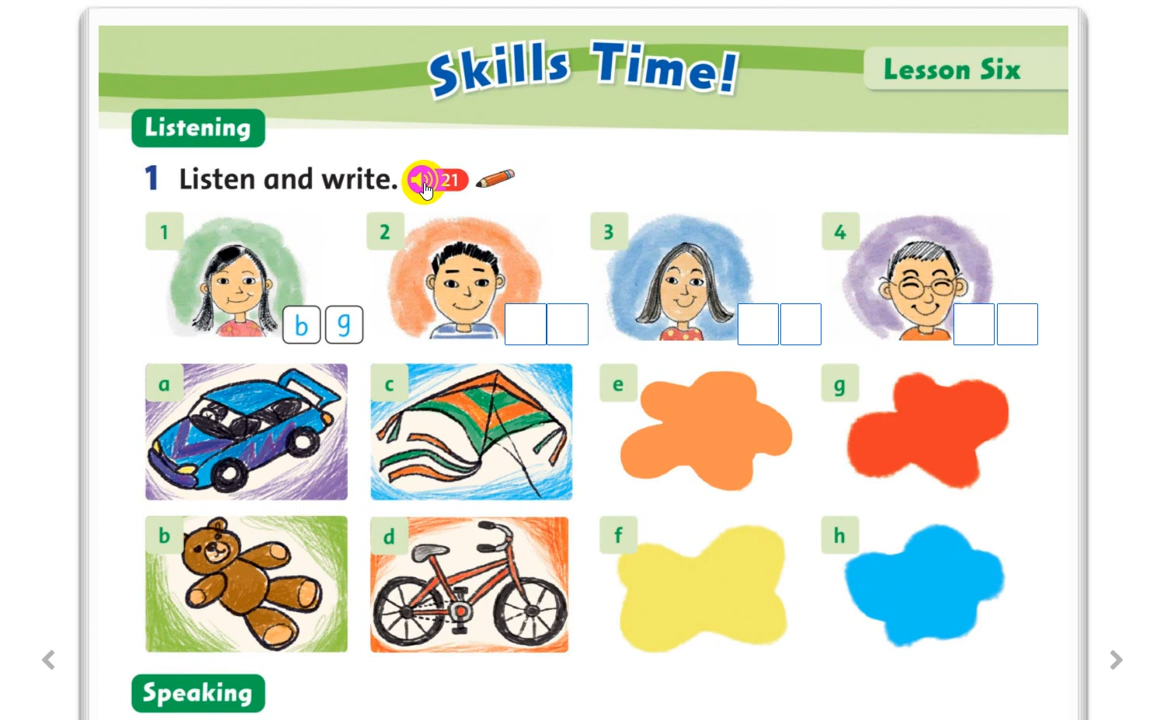 Skills Time!
Lesson Six
Listening
1 Listen and write. 21
1 2 3 4
b g
a c e g
b d f h
Speaking